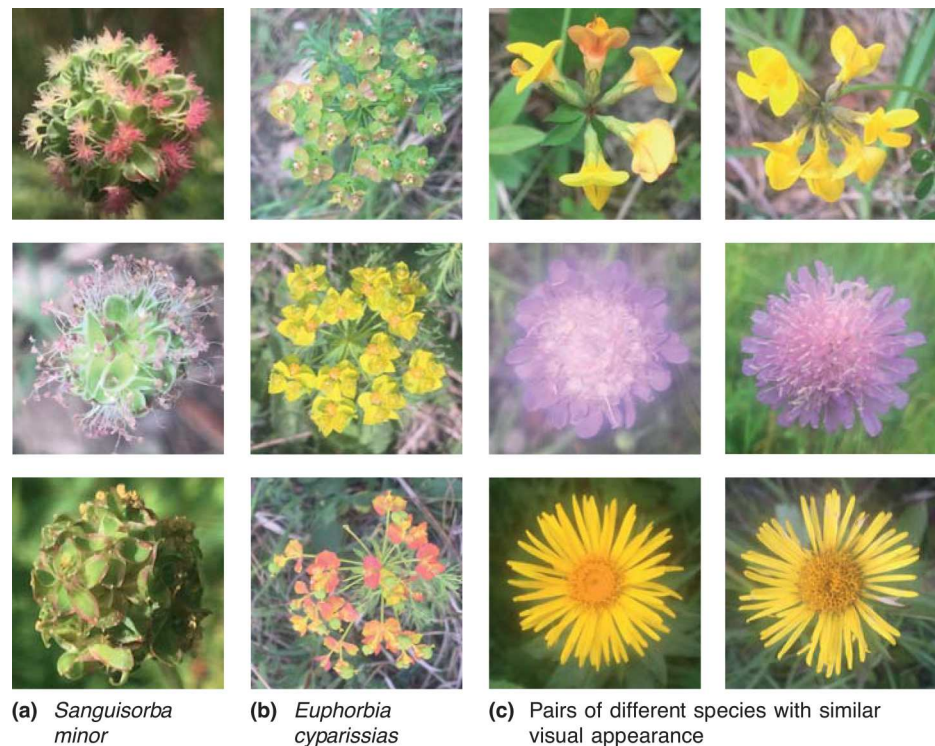 (a) Sanguisorba
minor
(b) Euphorbia
cyparissias
(c) Pairs of different species with similar
visual appearance